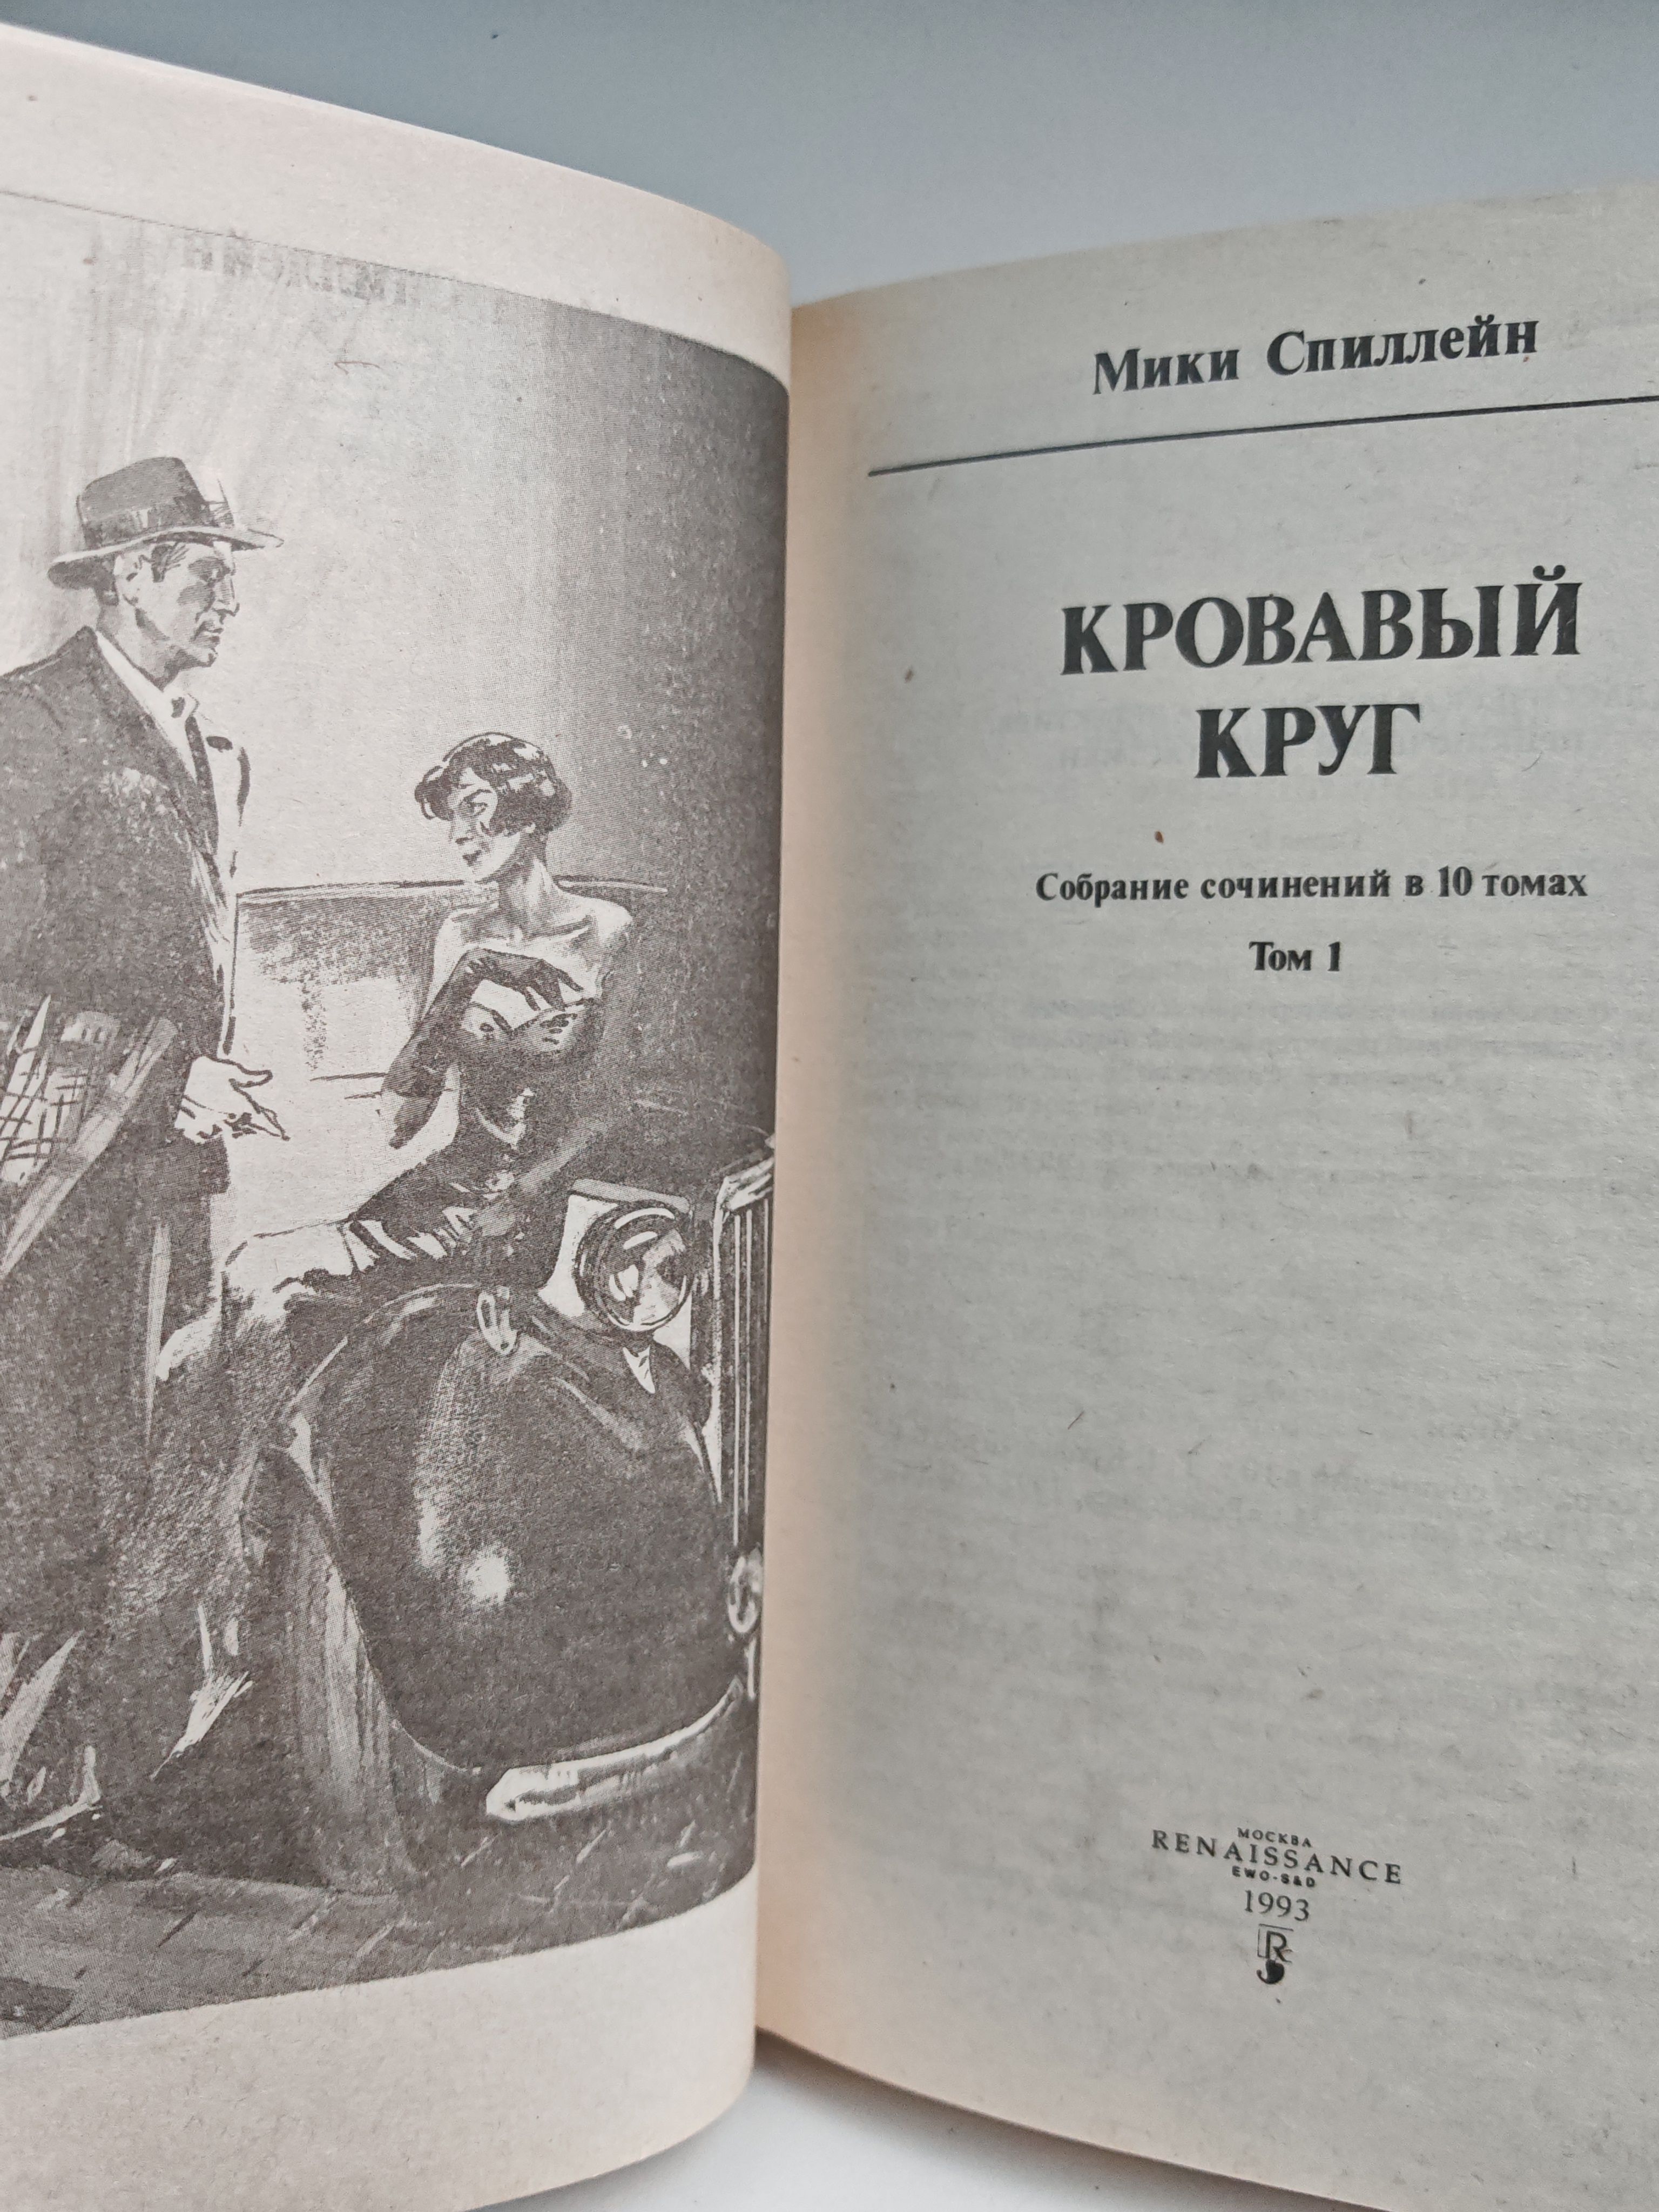 Мики Спиллейн
КРОВАВЫЙ
КРУГ
Собрание сочинений в 10 томах
Том 1
МОСКВА
RENAISSANCE
EWO-S&D
1993